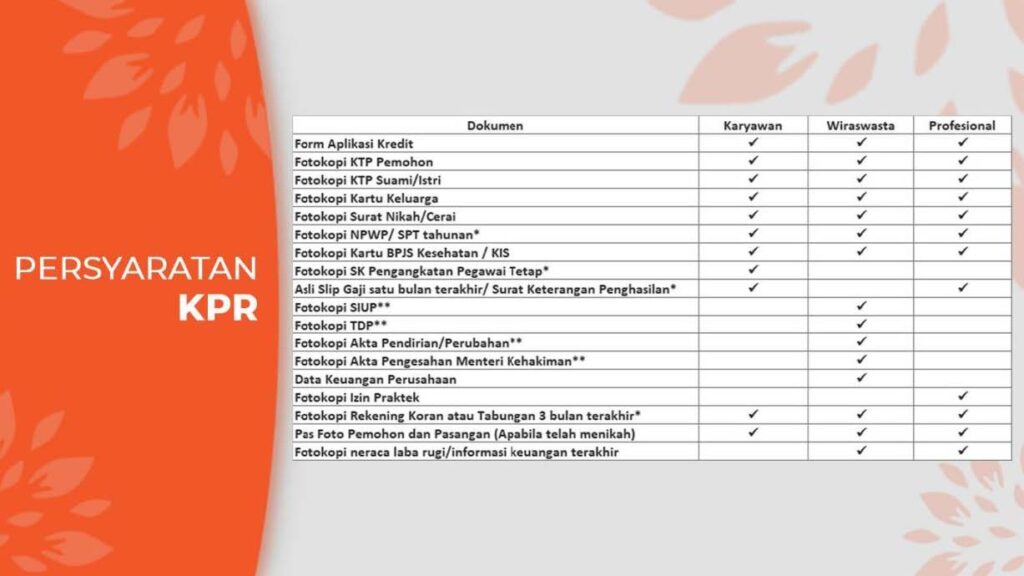 PERSYARATAN
KPR
Dokumen Karyawan Wiraswasta Profesional
Form Aplikasi Kredit ✓ ✓ ✓
Fotokopi KTP Pemohon ✓ ✓ ✓
Fotokopi KTP Suami/Istri ✓ ✓ ✓
Fotokopi Kartu Keluarga ✓ ✓ ✓
Fotokopi Surat Nikah/Cerai ✓ ✓ ✓
Fotokopi NPWP/ SPT tahunan* ✓ ✓ ✓
Fotokopi Kartu BPJS Kesehatan / KIS ✓ ✓ ✓
Fotokopi SK Pengangkatan Pegawai Tetap* ✓
Asli Slip Gaji satu bulan terakhir/ Surat Keterangan Penghasilan* ✓ ✓
Fotokopi SIUP** ✓
Fotokopi TDP** ✓
Fotokopi Akta Pendirian/Perubahan** ✓
Fotokopi Akta Pengesahan Menteri Kehakiman** ✓
Data Keuangan Perusahaan ✓
Fotokopi Izin Praktek ✓
Fotokopi Rekening Koran atau Tabungan 3 bulan terakhir* ✓ ✓ ✓
Pas Foto Pemohon dan Pasangan (Apabila telah menikah) ✓ ✓ ✓
Fotokopi neraca laba rugi/informasi keuangan terakhir ✓ ✓